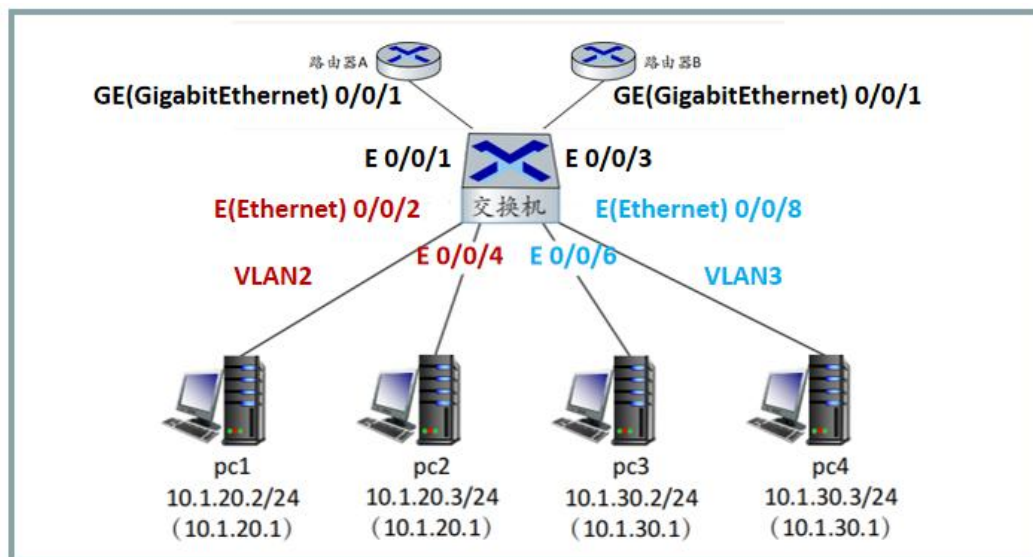 路由器A
路由器B
GE(GigabitEthernet) 0/0/1
GE(GigabitEthernet) 0/0/1
E 0/0/1
E 0/0/3
E(Ethernet) 0/0/2
交换机
E(Ethernet) 0/0/8
E 0/0/4
E 0/0/6
VLAN2
VLAN3
pc1
pc2
pc3
pc4
10.1.20.2/24
10.1.20.3/24
10.1.30.2/24
10.1.30.3/24
（10.1.20.1）
（10.1.20.1）
（10.1.30.1）
（10.1.30.1）